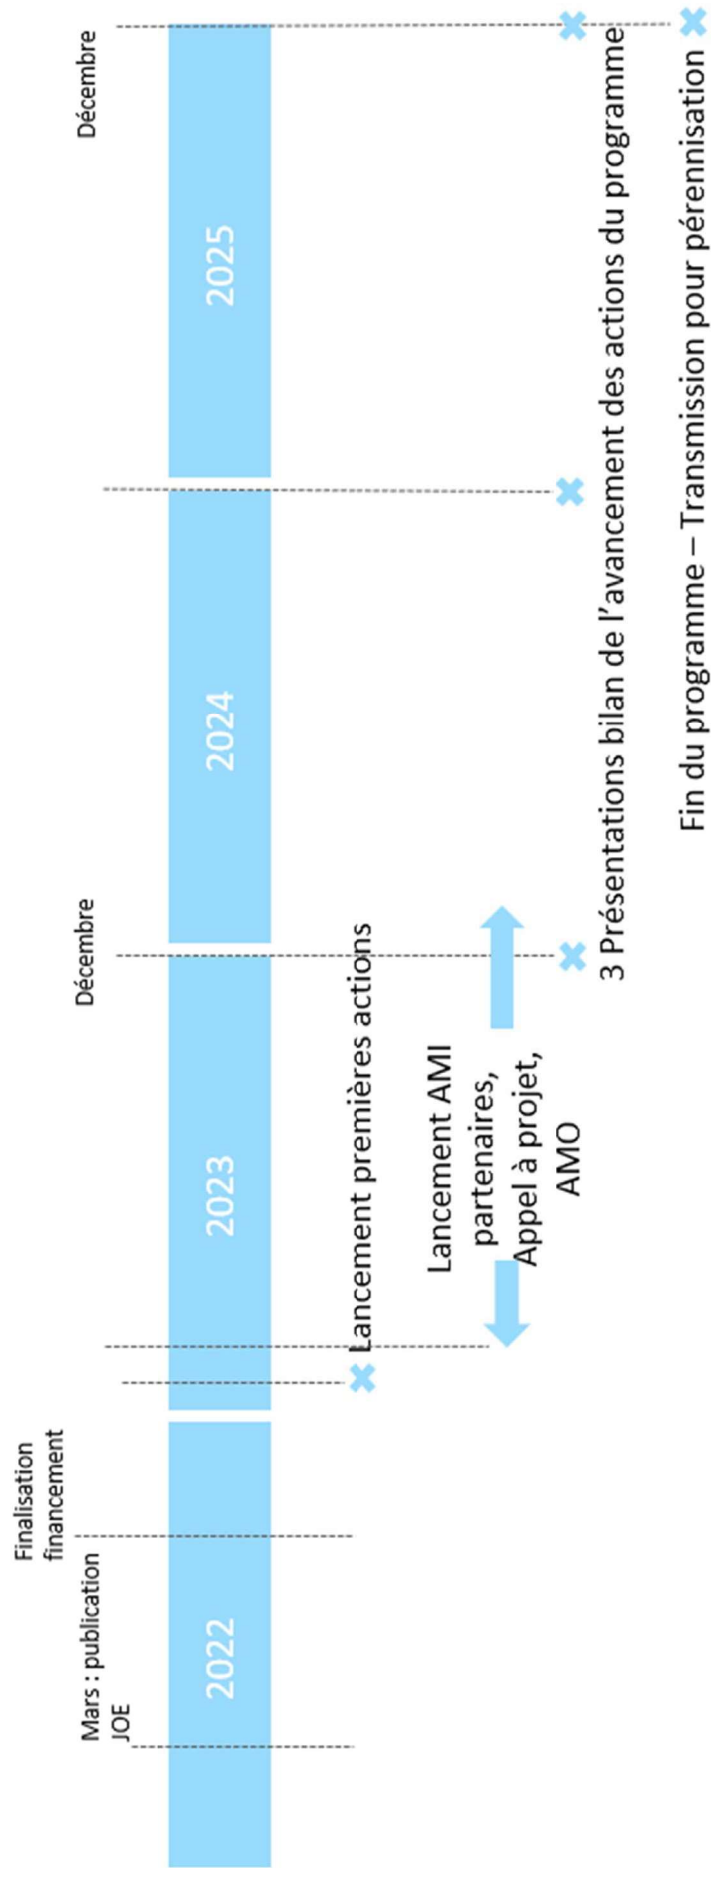 Mars : publication
JOE
Finalisation
financement
Décembre
Décembre
2022
2023
2024
2025
Lancement premières actions
Lancement AMI
partenaires,
Appel à projet,
AMO
3 Présentations bilan de l’avancement des actions du programme
Fin du programme – Transmission pour pérennisation